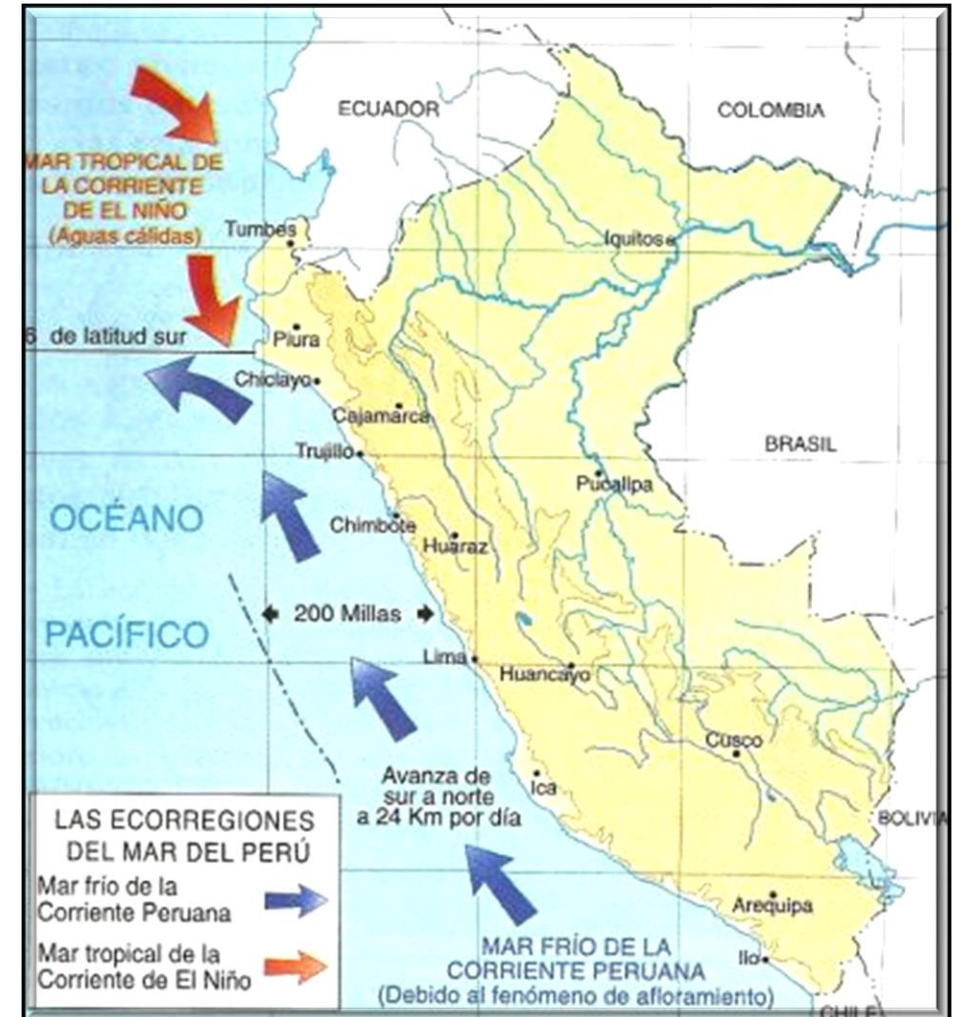 ECUADOR
COLOMBIA
MAR TROPICAL DE
LA CORRIENTE
DE EL NIÑO
(Aguas cálidas)
Tumbes
Iquitos
6 de latitud sur
Piura
Chiclayo
Cajamarca
Trujillo
BRASIL
Pucallpa
OCÉANO
Chimbote
Huaraz
200 Millas
PACÍFICO
Lima
Huancayo
Cusco
Avanza de
sur a norte
a 24 Km por día
Ica
BOLIVIA
LAS ECORREGIONES
DEL MAR DEL PERÚ
Mar frío de la
Corriente Peruana
Mar tropical de la
Corriente de El Niño
Arequipa
MAR FRÍO DE LA
CORRIENTE PERUANA
(Debido al fenómeno de afloramiento)
Ilo
CHILE